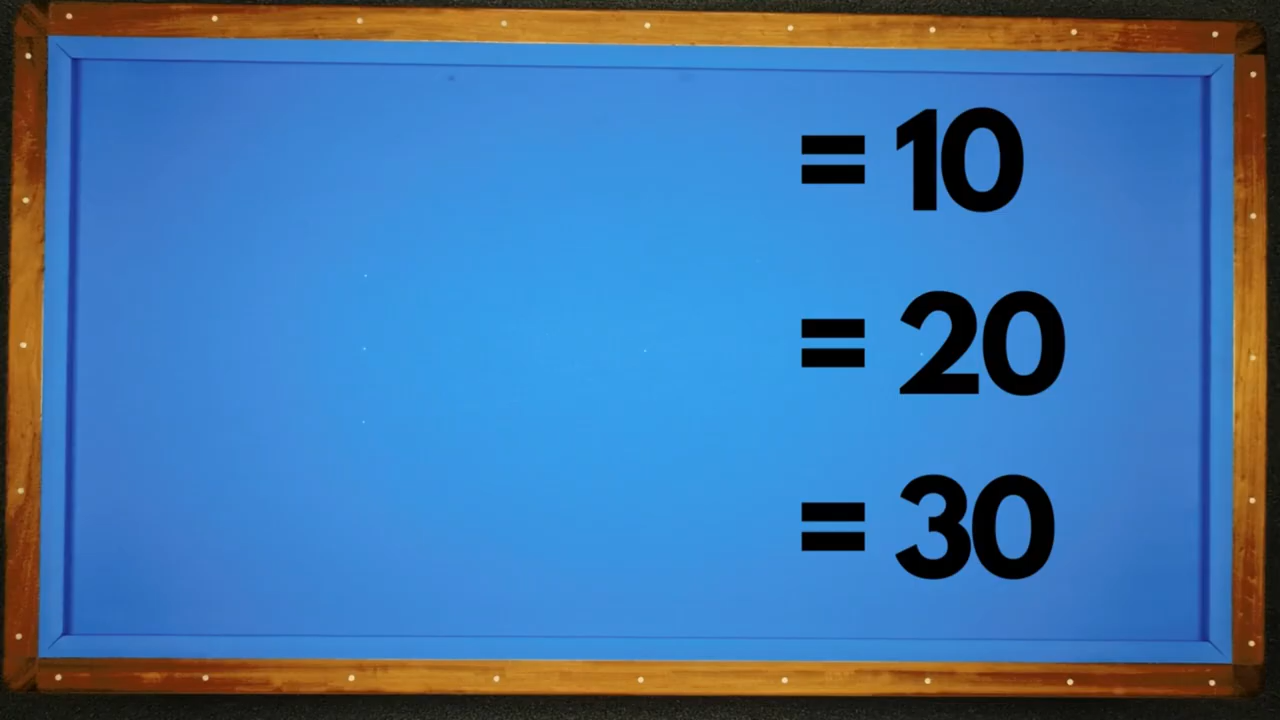 = 10
= 20
= 30